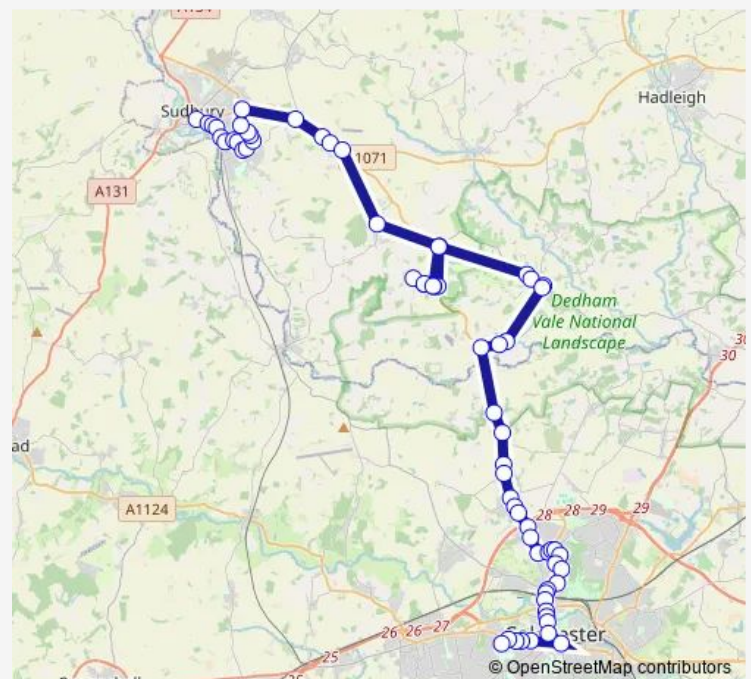 Sudbury
Hadleigh
1071
A131
Dedham
Vale National
Landscape
30
ad
A1124
28 28 29 29
26 26 27
25
© OpenStreetMap contributors